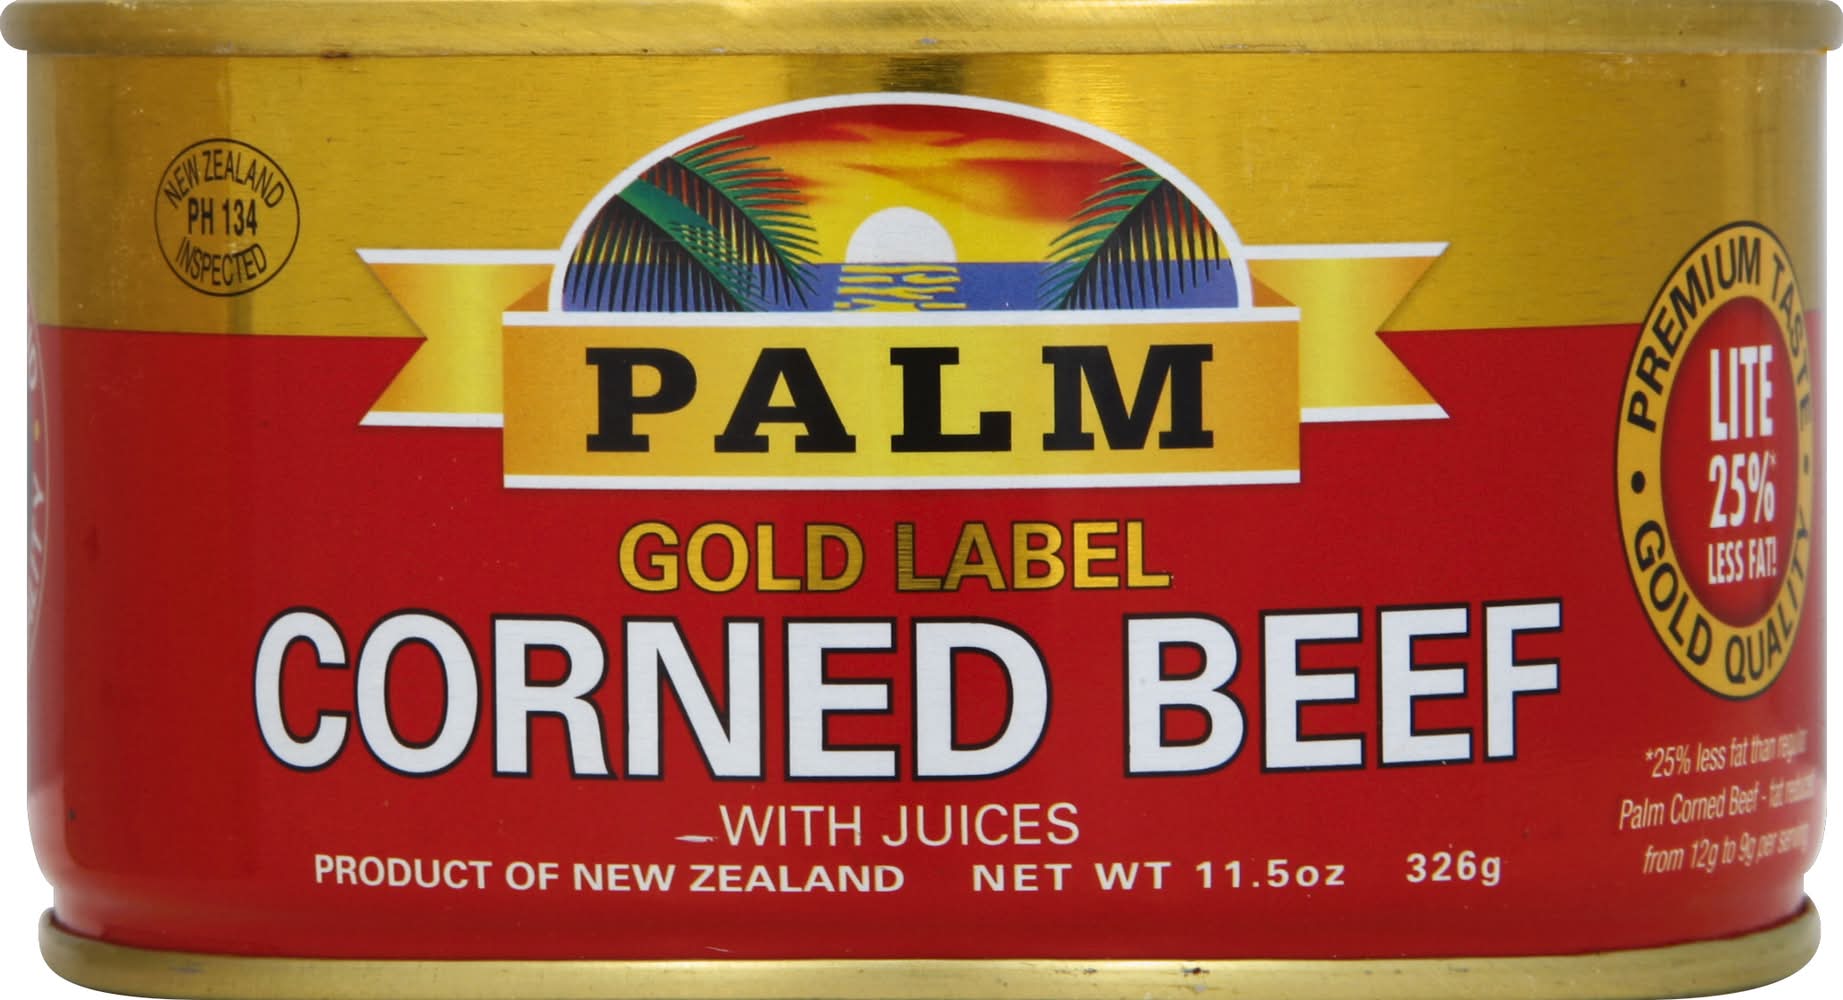 NEW ZEALAND
PH 134
INSPECTED
PALM
GOLD LABEL
CORNED BEEF
WITH JUICES
PRODUCT OF NEW ZEALAND NET WT 11.5oz 326g
PREMIUM TASTE • GOLD QUALITY •
LITE
25%*
LESS FAT!
*25% less fat than regular
Palm Corned Beef - fat reduced
from 12g to 9g per serving